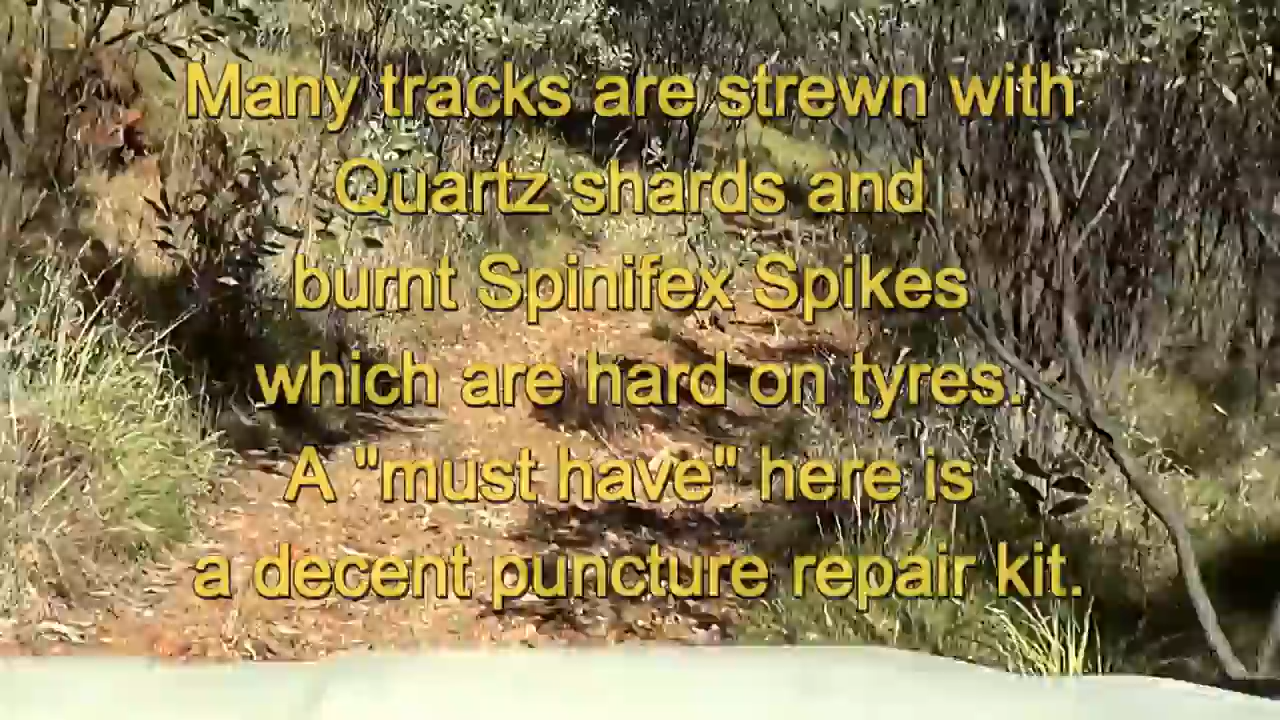 Many tracks are strewn with
Quartz shards and
burnt Spinifex Spikes
which are hard on tyres.
A "must have" here is
a decent puncture repair kit.